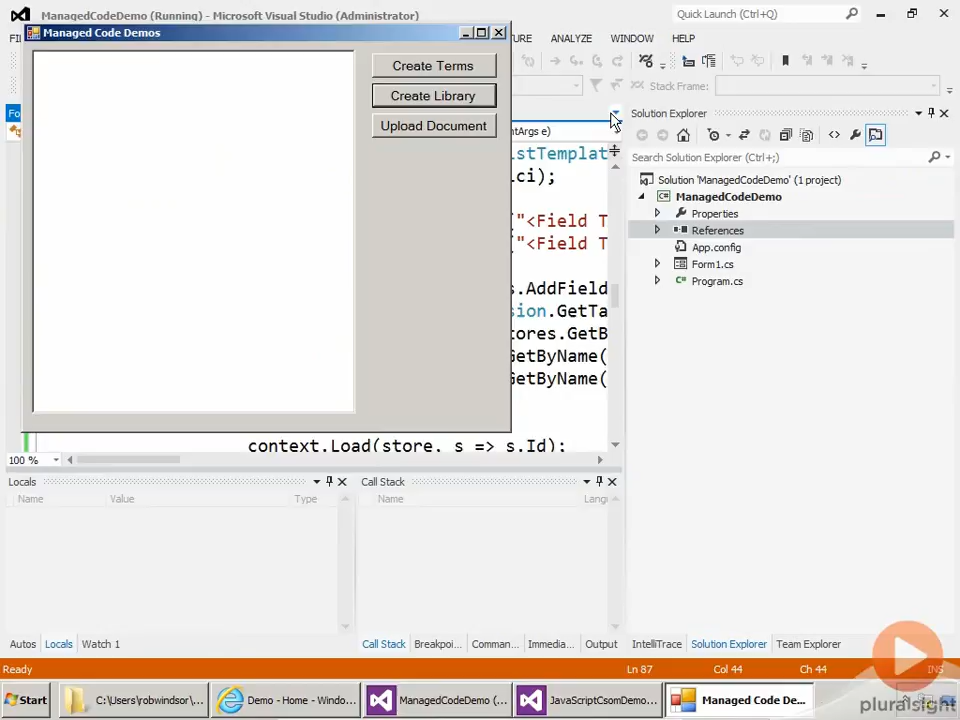 ManagedCodeDemo (Running) - Microsoft Visual Studio (Administrator)
Quick Launch (Ctrl+Q)
Managed Code Demos
ANALYZE
WINDOW
HELP
Create Terms
Create Library
Upload Document
Stack Frame:
ntArgs e)
stTemplat
ci);
"<Field T
"<Field T
s.AddField
sion.GetTa
tores.GetB
GetByName(
GetByName(
context.Load(store, s => s.Id);
100 %
Solution Explorer
Search Solution Explorer (Ctrl+;)
Solution 'ManagedCodeDemo' (1 project)
ManagedCodeDemo
Properties
References
App.config
Form1.cs
Program.cs
Locals
Name
Value
Type
Call Stack
Name
Lang
Autos
Locals
Watch 1
Call Stack
Breakpoi...
Comman...
Immedia...
Output
IntelliTrace
Solution Explorer
Team Explorer
Ready
Ln 87
Col 44
Ch 44
INS
Start
C:\Users\robwindsor\...
Demo - Home - Windo...
ManagedCodeDemo (...
JavaScriptCsomDemo...
Managed Code De...
pluralsight